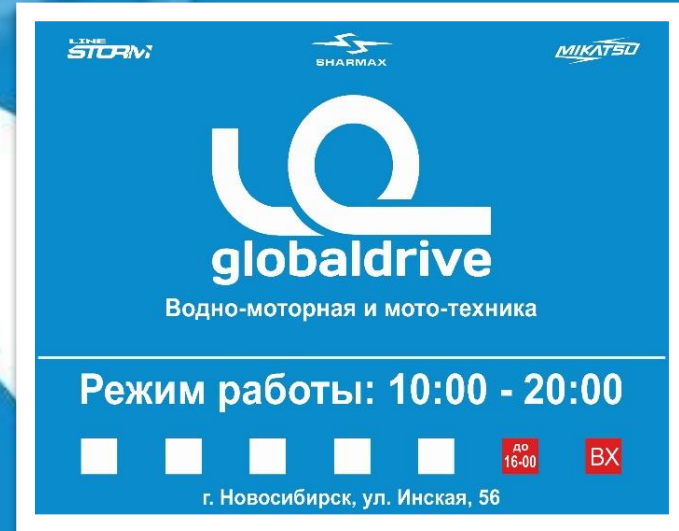 LINE
STORM
SHARMAX
MIKATSU
globaldrive
Водно-моторная и мото-техника
Режим работы: 10:00 - 20:00
до
16-00
ВХ
г. Новосибирск, ул. Инская, 56